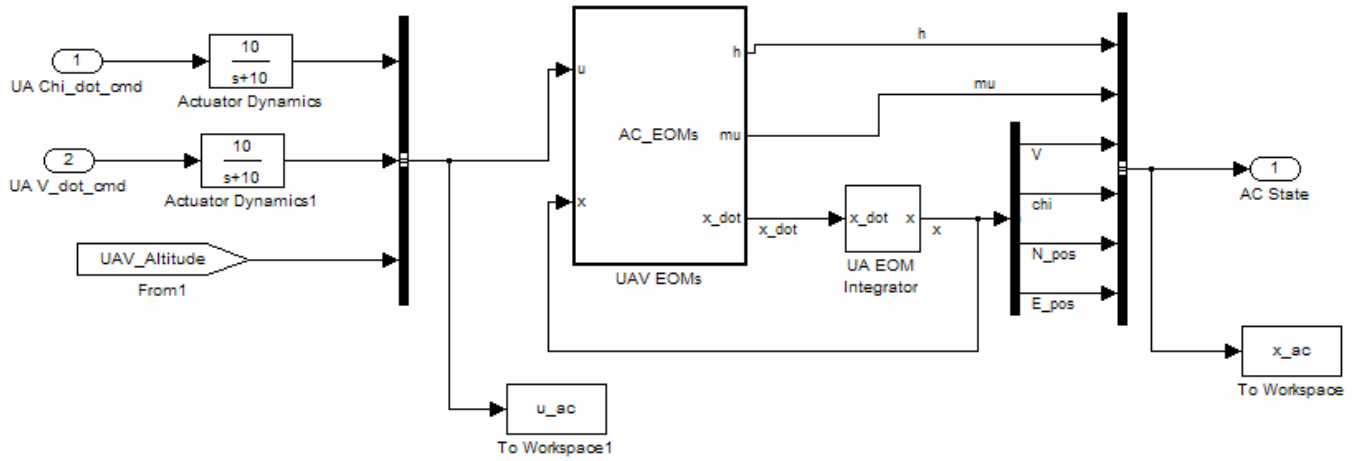 1
UA Chi_dot_cmd
10
s+10
Actuator Dynamics
2
UA V_dot_cmd
10
s+10
Actuator Dynamics1
UAV_Altitude
From1
u
x
AC_EOMs
h
mu
x_dot
UAV EOMs
h
mu
x_dot
x_dot
x
UA EOM
Integrator
x
V
chi
N_pos
E_pos
1
AC State
x_ac
To Workspace
u_ac
To Workspace1